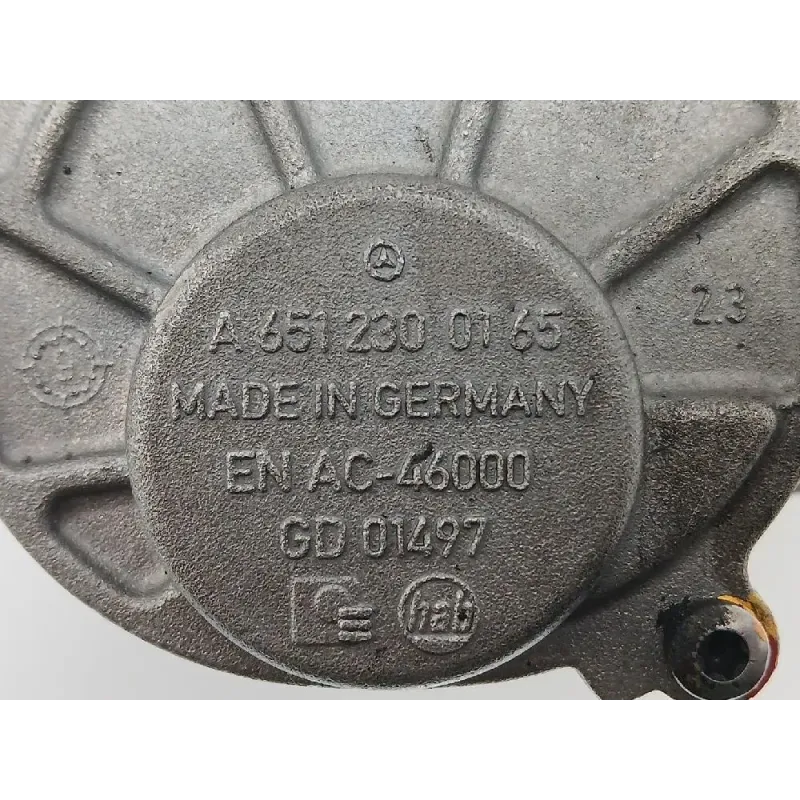 A 651 230 01 65
2.3
MADE IN GERMANY
EN AC-46000
GD 01497
hab